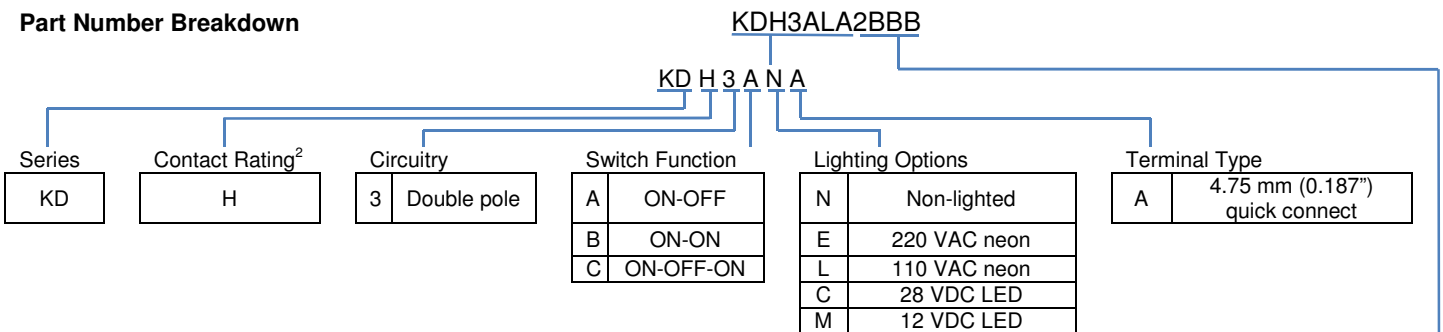 Part Number Breakdown
KDH3ALA2BBB
KD H 3 A N A
Series
Contact Rating2
Circuitry
Switch Function
Lighting Options
Terminal Type
KD
H
3 Double pole
A ON-OFF
N Non-lighted
A 4.75 mm (0.187”)
quick connect
B ON-ON
E 220 VAC neon
C ON-OFF-ON
L 110 VAC neon
C 28 VDC LED
M 12 VDC LED